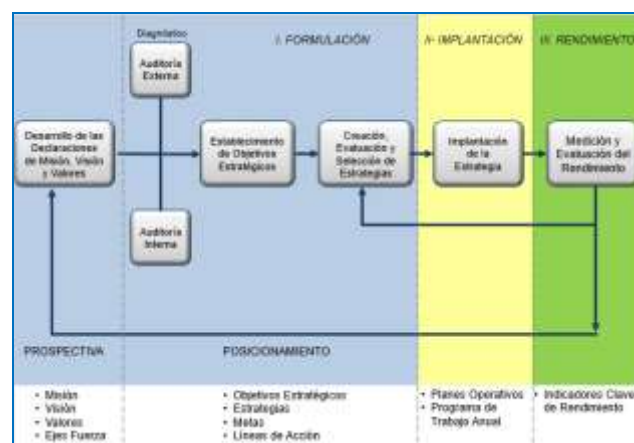 Diagnóstico
I. FORMULACIÓN
II- IMPLANTACIÓN
III. RENDIMIENTO
Auditoría
Externa
Desarrollo de las
Declaraciones
de Misión, Visión
y Valores
Establecimiento
de Objetivos
Estratégicos
Creación,
Evaluación y
Selección de
Estrategias
Implantación
de la
Estrategia
Medición y
Evaluación del
Rendimiento
Auditoría
Interna
PROSPECTIVA
POSICIONAMIENTO
• Misión
• Visión
• Valores
• Ejes Fuerza
• Objetivos Estratégicos
• Estrategias
• Metas
• Líneas de Acción
• Planes Operativos
• Programa de
Trabajo Anual
• Indicadores Clave
de Rendimiento